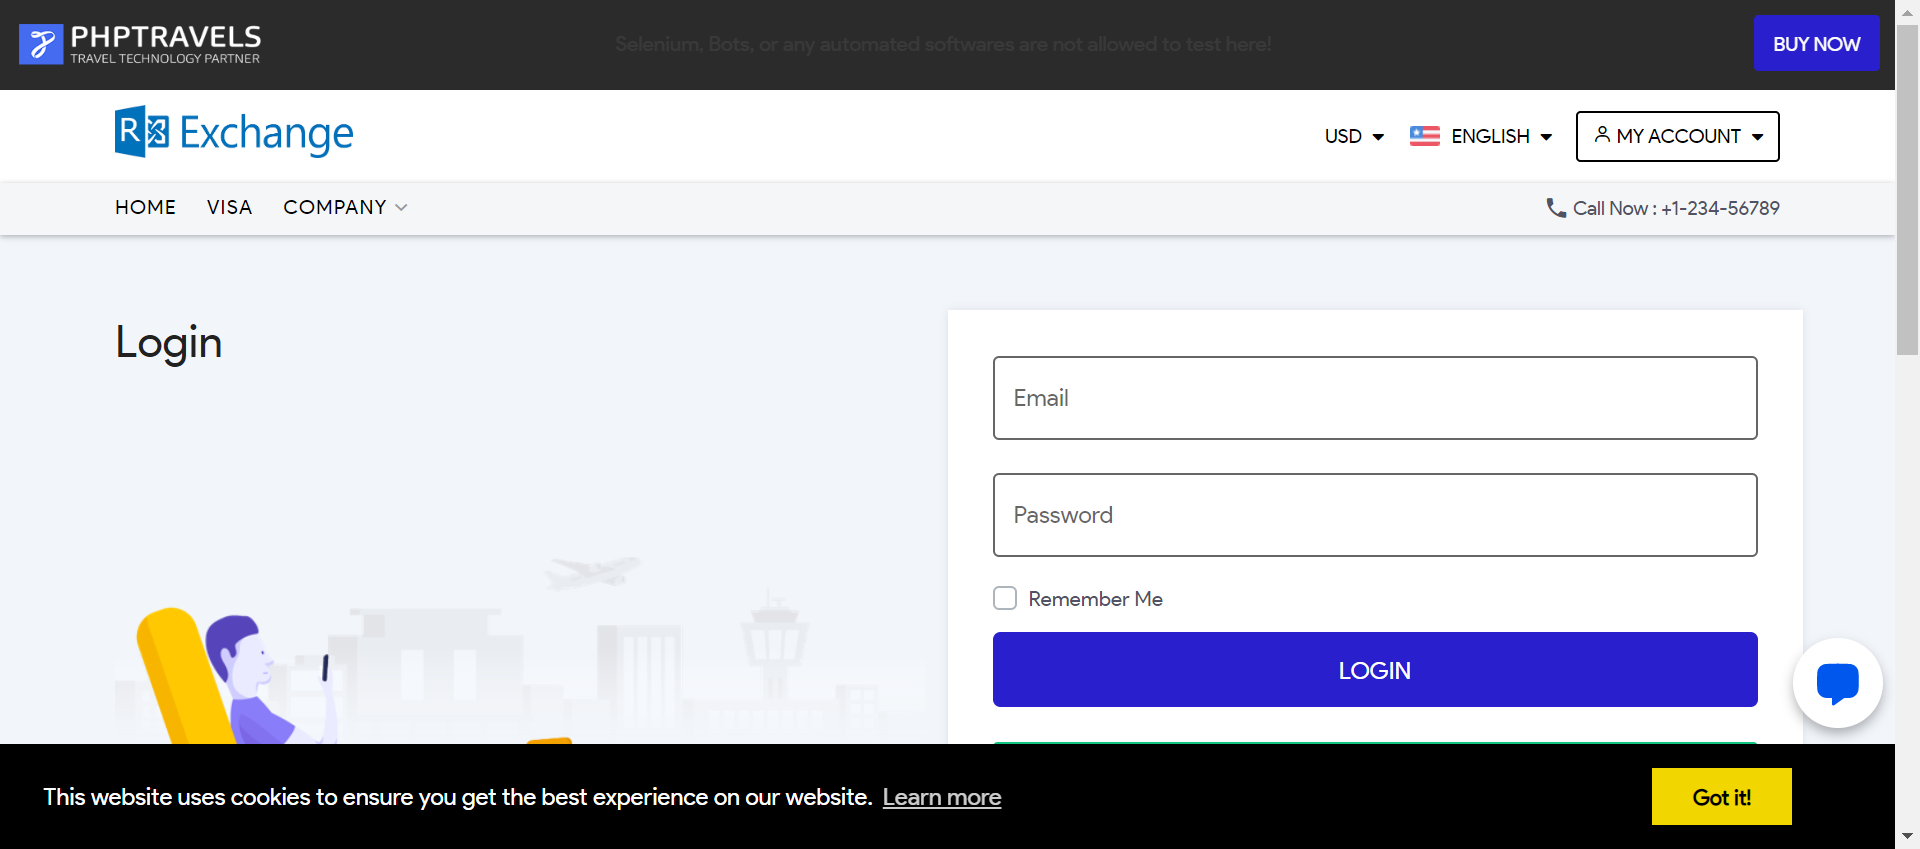 PHPTRAVELS
TRAVEL TECHNOLOGY PARTNER
Selenium, Bots, or any automated softwares are not allowed to test here!
BUY NOW
R Exchange
USD
ENGLISH
MY ACCOUNT
HOME
VISA
COMPANY
Call Now : +1-234-56789
Login
Email
Password
Remember Me
LOGIN
This website uses cookies to ensure you get the best experience on our website. Learn more
Got it!